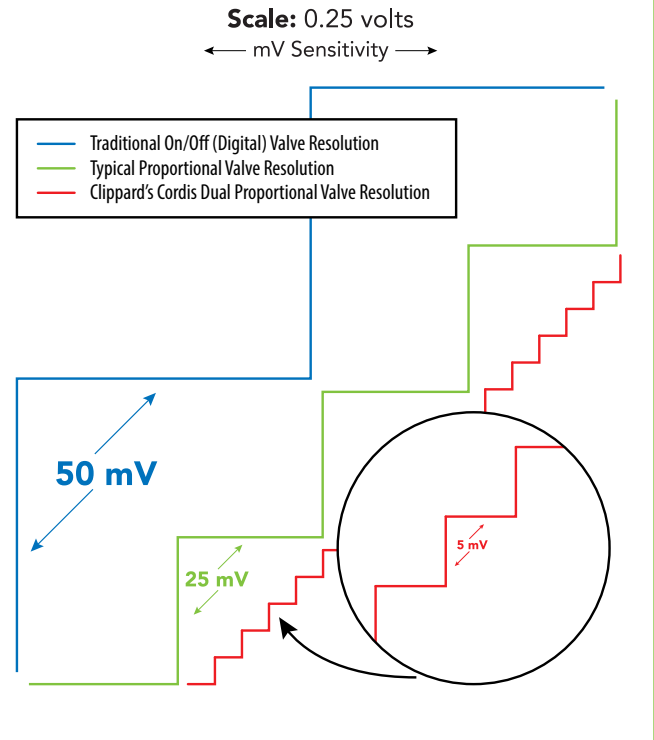 Scale: 0.25 volts
mV Sensitivity
Traditional On/Off (Digital) Valve Resolution
Typical Proportional Valve Resolution
Clippard's Cordis Dual Proportional Valve Resolution
50 mV
5 mV
25 mV